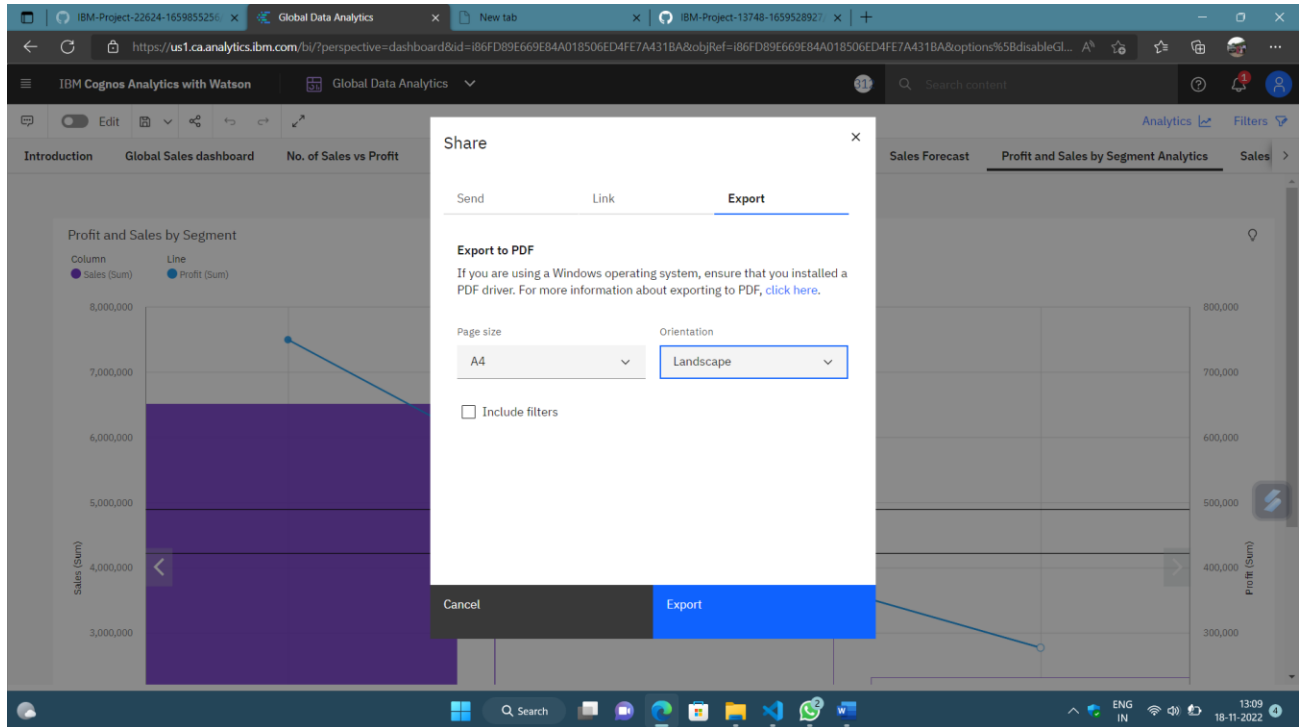 IBM-Project-22624-1659855256
Global Data Analytics
New tab
IBM-Project-13748-1659528927
https://us1.ca.analytics.ibm.com/bi/?perspective=dashboard&id=i86FD89E669E84A018506ED4FE7A431BA&objRef=i86FD89E669E84A018506ED4FE7A431BA&options%5BdisableGl...
IBM Cognos Analytics with Watson
Global Data Analytics
31
Search content
1
Edit
Analytics
Filters
Introduction
Global Sales dashboard
No. of Sales vs Profit
Sales Forecast
Profit and Sales by Segment Analytics
Sales
Share
Send
Link
Export
Export to PDF
If you are using a Windows operating system, ensure that you installed a
PDF driver. For more information about exporting to PDF, click here.
Page size
Orientation
A4
Landscape
Include filters
Cancel
Export
Profit and Sales by Segment
Column
Line
Sales (Sum)
Profit (Sum)
8,000,000
7,000,000
6,000,000
5,000,000
4,000,000
3,000,000
Sales (Sum)
800,000
700,000
600,000
500,000
400,000
300,000
Profit (Sum)
Search
2
ENG
IN
13:09
18-11-2022
4